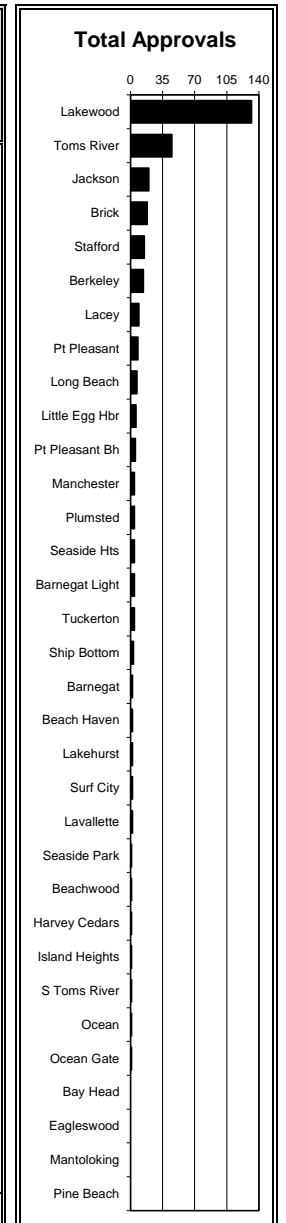 Total Approvals
0 35 70 105 140
Lakewood
Toms River
Jackson
Brick
Stafford
Berkeley
Lacey
Pt Pleasant
Long Beach
Little Egg Hbr
Pt Pleasant Bh
Manchester
Plumsted
Seaside Hts
Barnegat Light
Tuckerton
Ship Bottom
Barnegat
Beach Haven
Lakehurst
Surf City
Lavallette
Seaside Park
Beachwood
Harvey Cedars
Island Heights
S Toms River
Ocean
Ocean Gate
Bay Head
Eagleswood
Mantoloking
Pine Beach